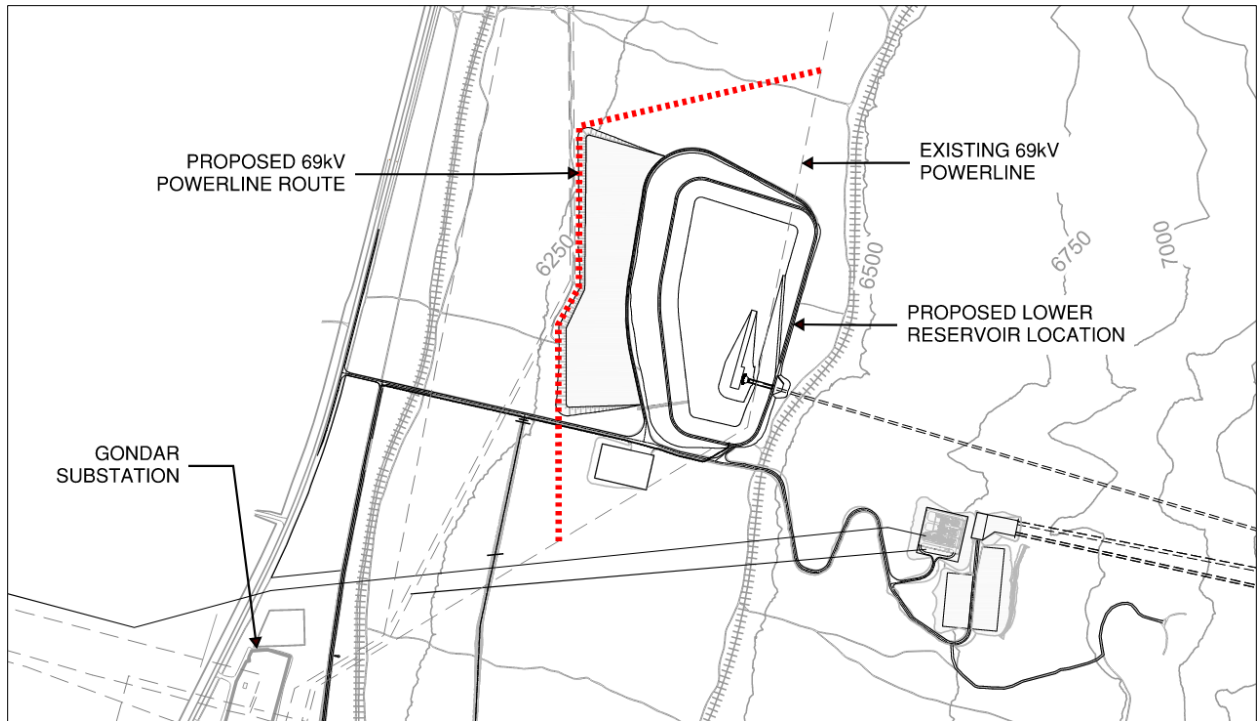 PROPOSED 69kV
POWERLINE ROUTE
EXISTING 69kV
POWERLINE
6250
6500
6750
7000
PROPOSED LOWER
RESERVOIR LOCATION
GONDAR
SUBSTATION